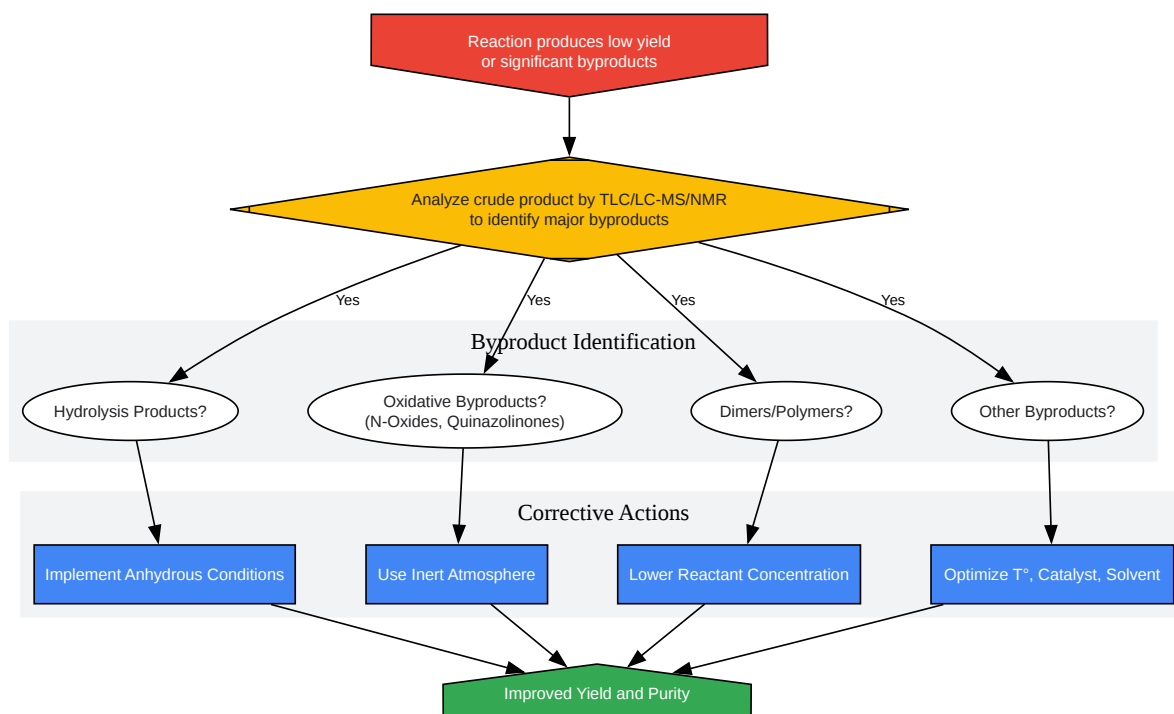 Reaction produces low yield
or significant byproducts
Analyze crude product by TLC/LC-MS/NMR
to identify major byproducts
Yes
Yes
Yes
Yes
Byproduct Identification
Hydrolysis Products?
Oxidative Byproducts?
(N-Oxides, Quinazolinones)
Dimers/Polymers?
Other Byproducts?
Corrective Actions
Implement Anhydrous Conditions
Use Inert Atmosphere
Lower Reactant Concentration
Optimize T°, Catalyst, Solvent
Improved Yield and Purity